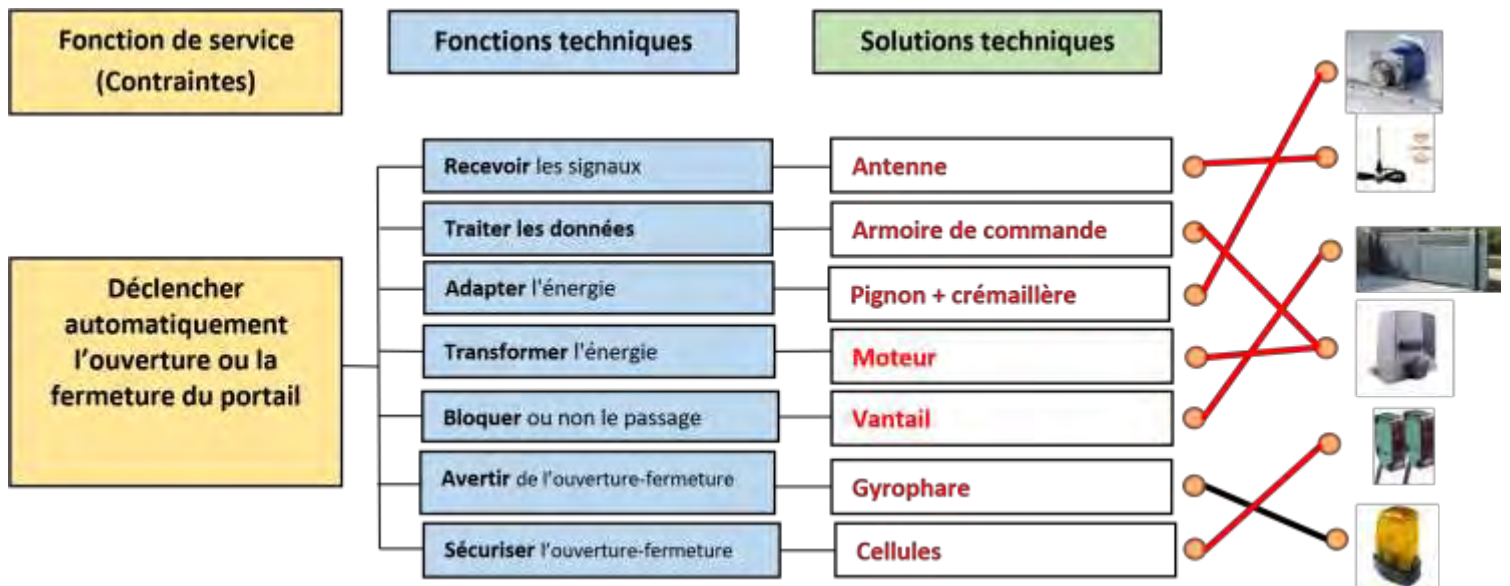 Fonction de service
(Contraintes)
Fonctions techniques
Solutions techniques
Déclencher
automatiquement
l'ouverture ou la
fermeture du portail
Recevoir les signaux
Antenne
Traiter les données
Armoire de commande
Adapter l'énergie
Pignon + crémaillère
Transformer l'énergie
Moteur
Bloquer ou non le passage
Vantail
Avertir de l'ouverture-fermeture
Gyrophare
Sécuriser l'ouverture-fermeture
Cellules